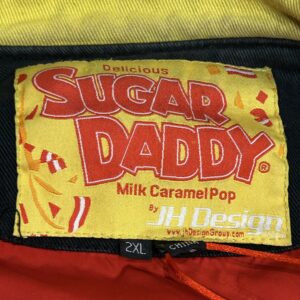 Delicious
SUGAR
DADDY®
Milk Caramel Pop
By
JH Design
www.jhDesignGroup.com
2XL